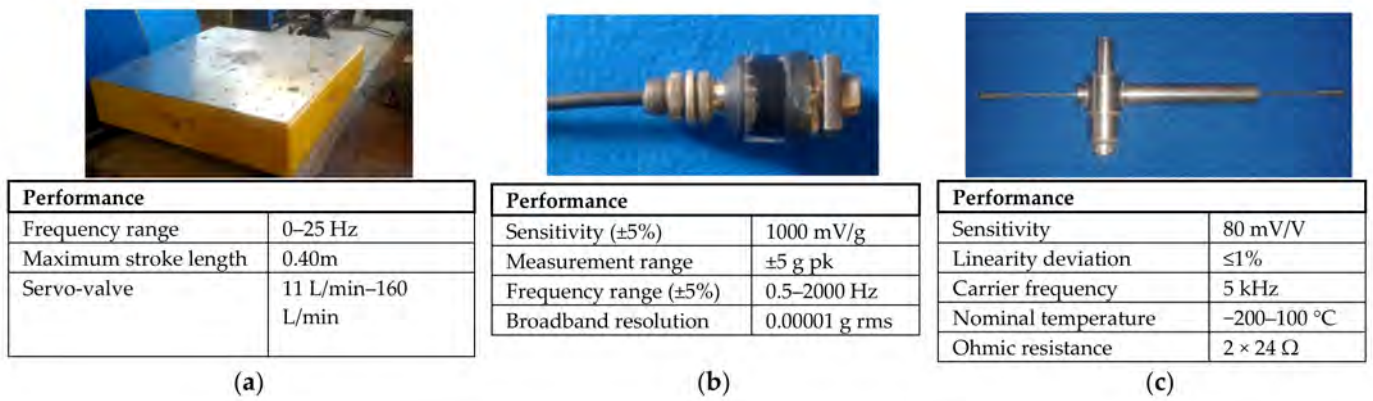 Performance
Frequency range 0–25 Hz
Maximum stroke length 0.40m
Servo-valve 11 L/min–160
L/min
(a)
Performance
Sensitivity (±5%) 1000 mV/g
Measurement range ±5 g pk
Frequency range (±5%) 0.5–2000 Hz
Broadband resolution 0.00001 g rms
(b)
Performance
Sensitivity 80 mV/V
Linearity deviation ≤1%
Carrier frequency 5 kHz
Nominal temperature −200–100 °C
Ohmic resistance 2 × 24 Ω
(c)